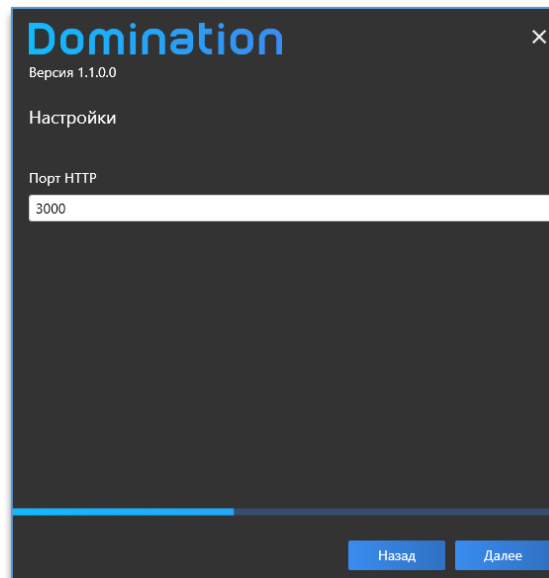 Domination
Версия 1.1.0.0
Настройки
Порт HTTP
3000
Назад Далее